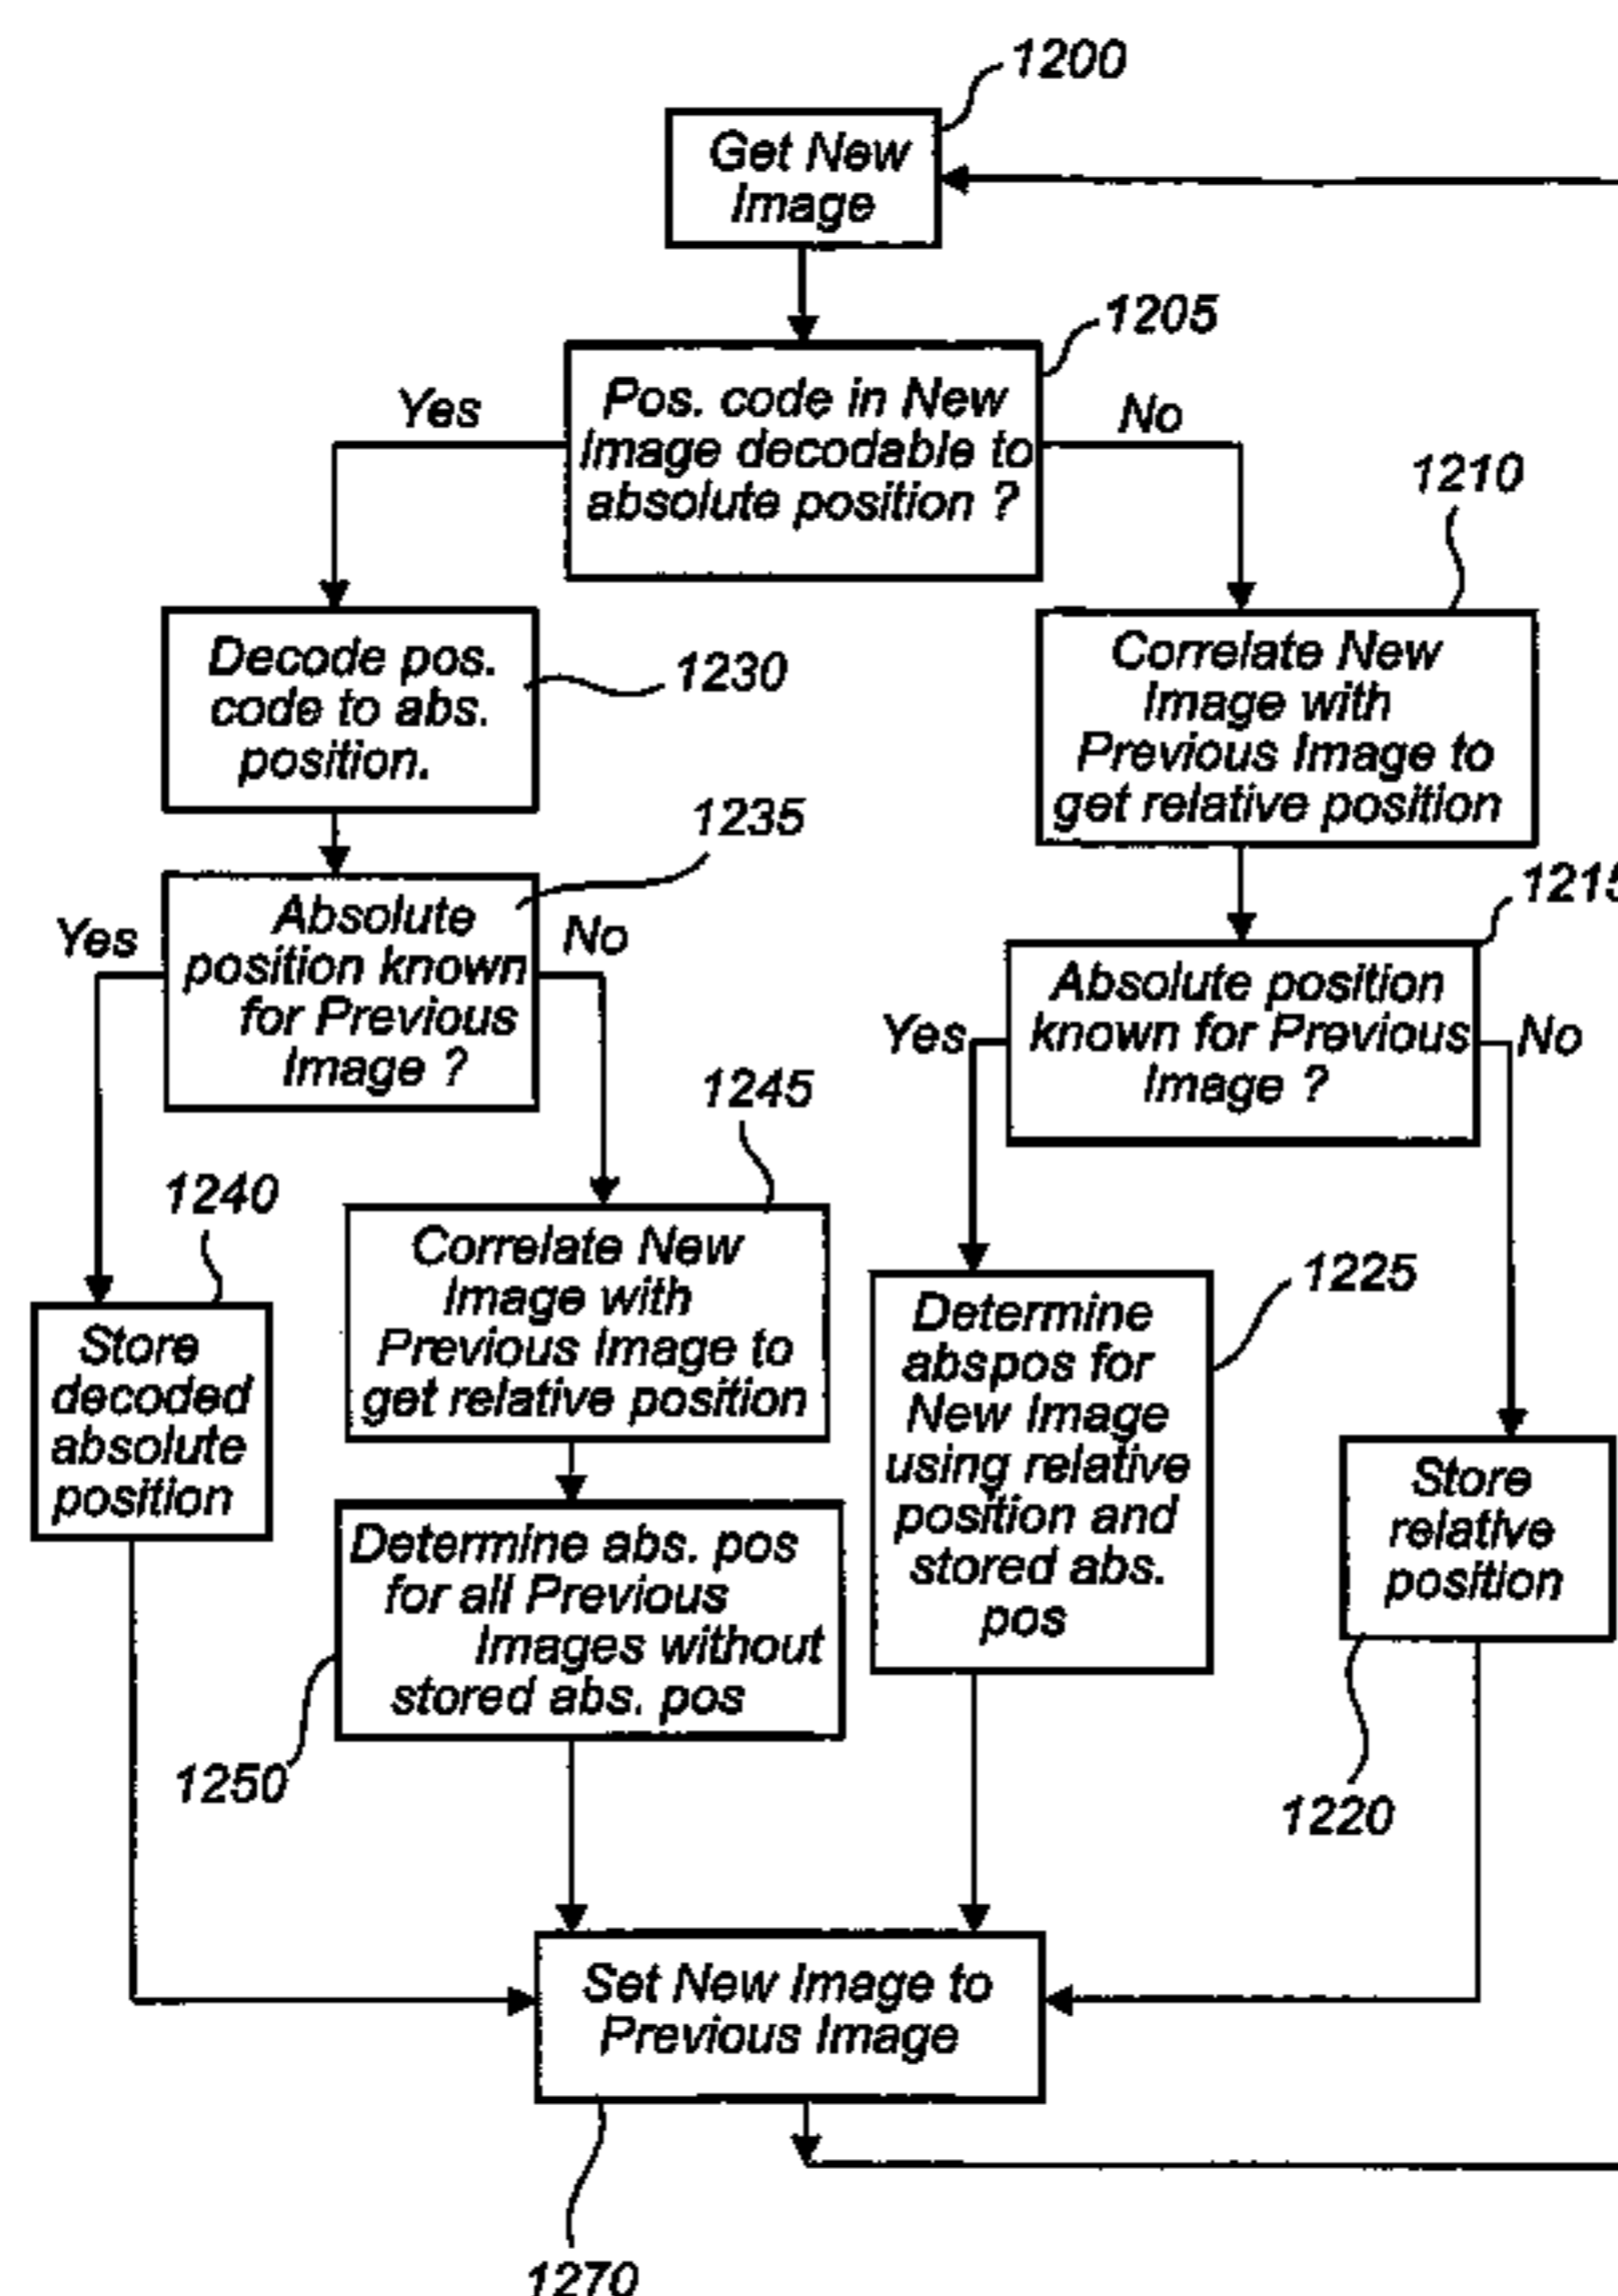 1200
Get New
Image
1205
Yes
Pos. code in New
Image decodable to
absolute position ?
No
1210
Decode pos.
code to abs.
position.
1230
Correlate New
Image with
Previous Image to
get relative position
1235
Yes
Absolute
position known
for Previous
Image ?
No
1215
Yes
Absolute position
known for Previous
Image ?
No
1245
1240
Store
decoded
absolute
position
Correlate New
Image with
Previous Image to
get relative position
1225
Determine
abspos for
New Image
using relative
position and
stored abs.
pos
Store
relative
position
Determine abs. pos
for all Previous
Images without
stored abs. pos
1250
1220
Set New Image to
Previous Image
1270